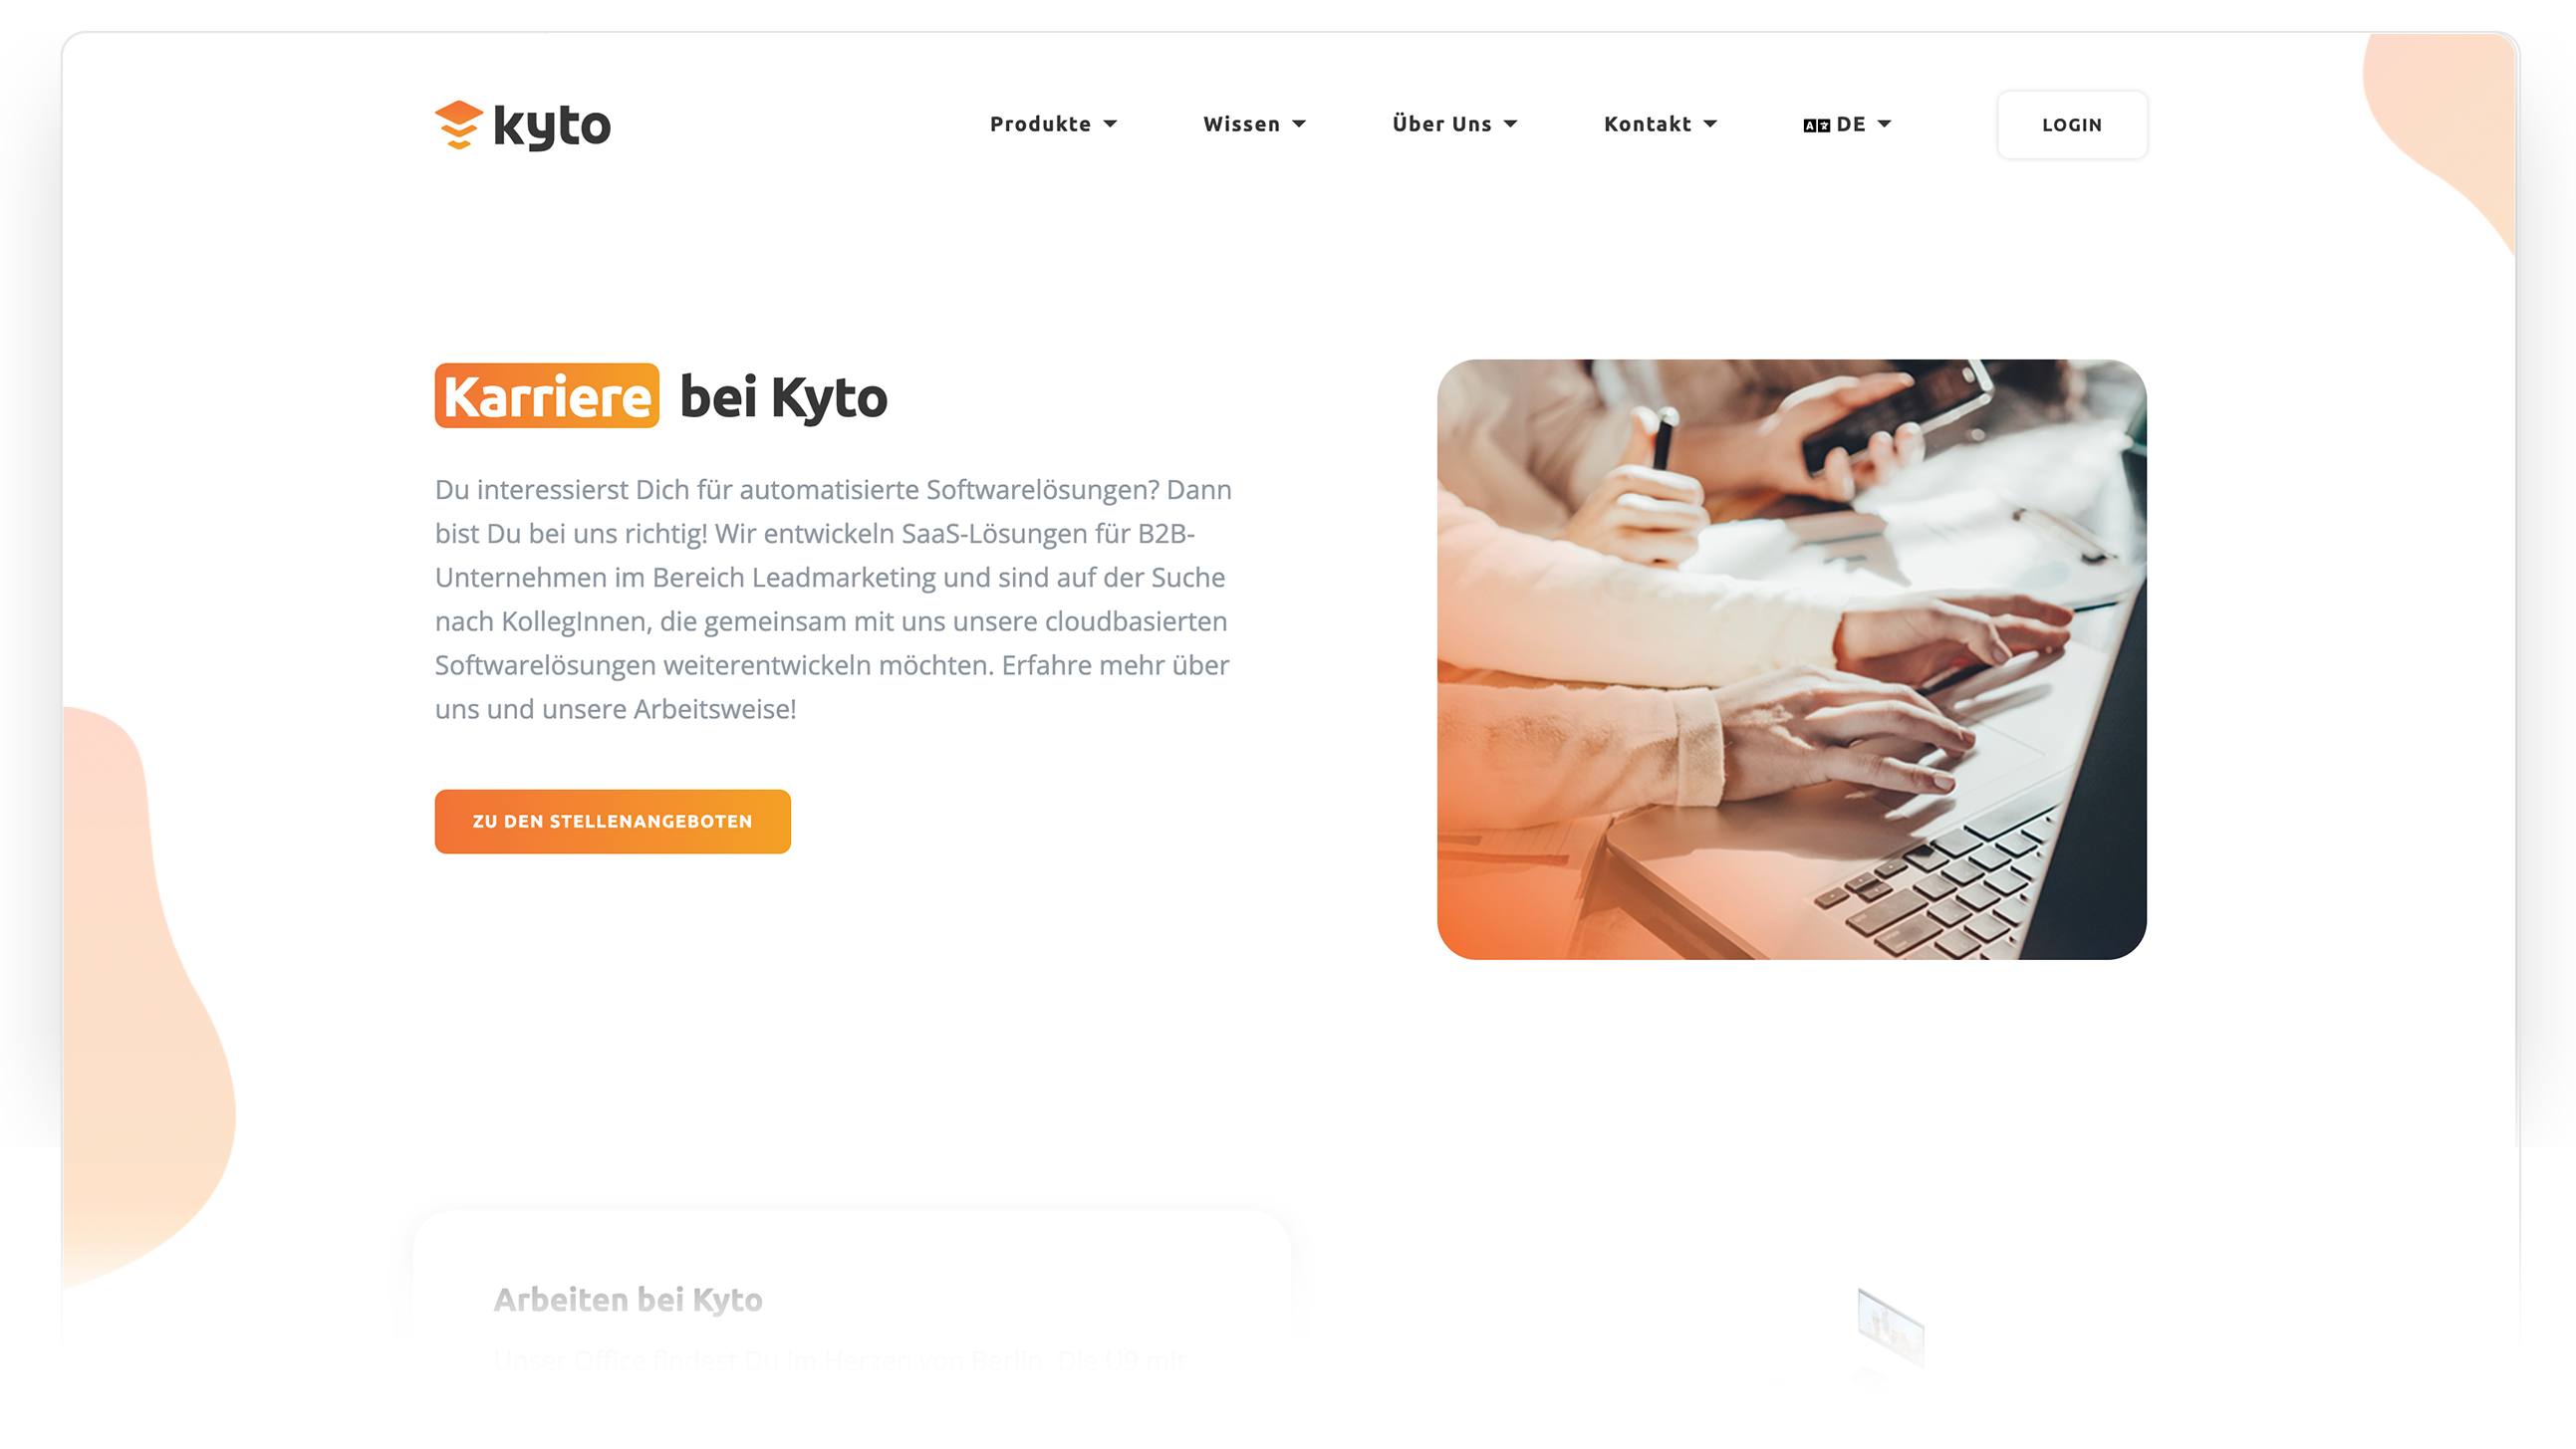 kyto
Produkte
Wissen
Über Uns
Kontakt
DE
LOGIN
Karriere bei Kyto
Du interessierst Dich für automatisierte Softwarelösungen? Dann
bist Du bei uns richtig! Wir entwickeln SaaS-Lösungen für B2B-
Unternehmen im Bereich Leadmarketing und sind auf der Suche
nach KollegInnen, die gemeinsam mit uns unsere cloudbasierten
Softwarelösungen weiterentwickeln möchten. Erfahre mehr über
uns und unsere Arbeitsweise!
ZU DEN STELLENANGEBOTEN
Arbeiten bei Kyto
Unser Office findest Du im Herzen von Berlin. Die U9 mit